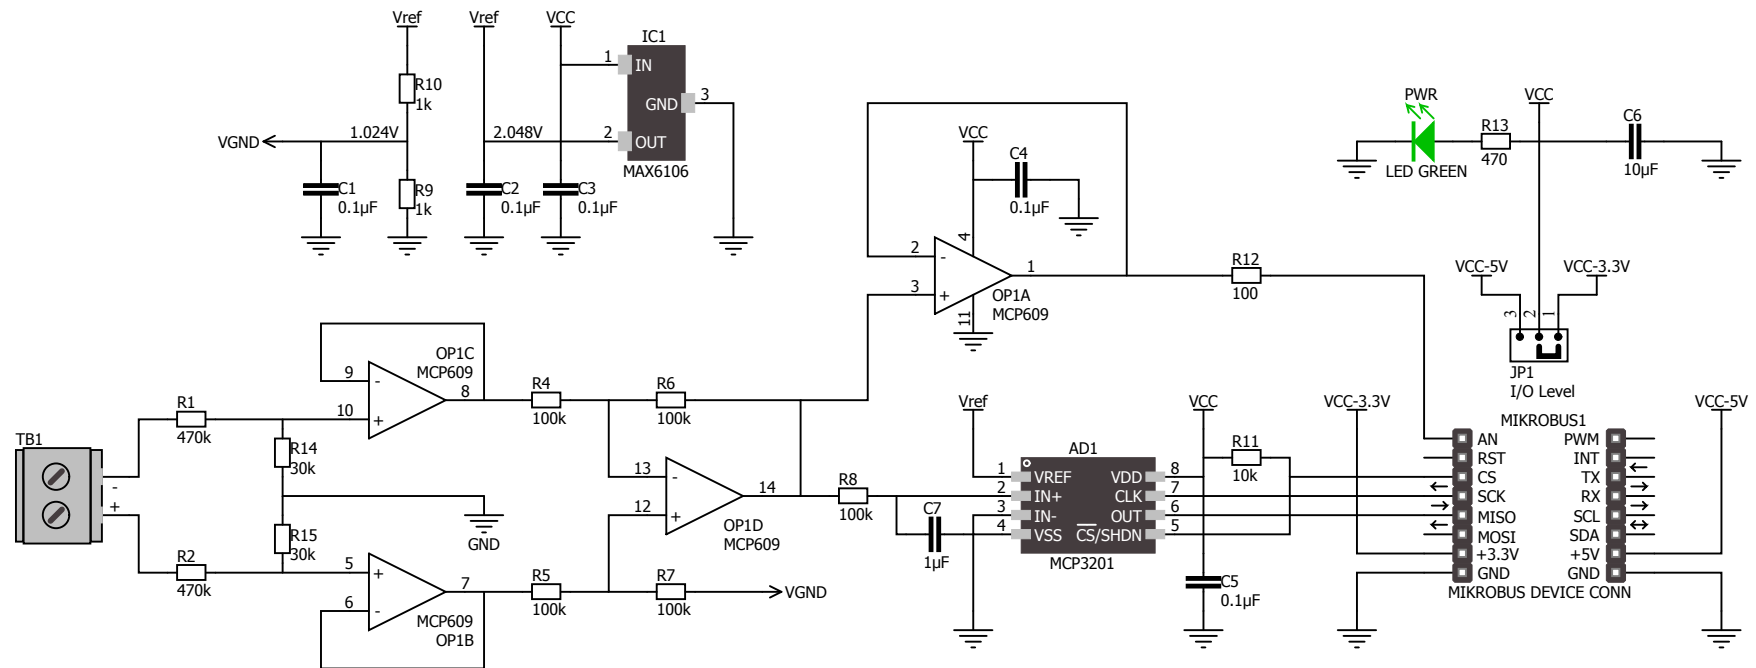 Vref
R10
1k
VGND
1.024V
C1
0.1µF
R9
1k
Vref
2.048V
C2
0.1µF
VCC
C3
0.1µF
IC1
1
IN
GND
3
2
OUT
MAX6106
VCC
C4
0.1µF
4
2
-
3
+
1
11
OP1A
MCP609
R12
100
PWR
LED GREEN
R13
470
VCC
C6
10µF
VCC-5V
VCC-3.3V
3
2
1
JP1
I/O Level
TB1
-
+
R1
470k
R14
30k
R15
30k
R2
470k
GND
OP1C
MCP609
9
-
10
+
8
5
+
6
-
7
MCP609
OP1B
R4
100k
R6
100k
13
-
12
+
14
OP1D
MCP609
R5
100k
R7
100k
VGND
R8
100k
C7
1µF
Vref
AD1
1
VREF
2
IN+
3
IN-
4
VSS
VDD
8
CLK
7
OUT
6
CS/SHDN
5
MCP3201
VCC
R11
10k
C5
0.1µF
VCC-3.3V
MIKROBUS1
VCC-5V
AN
PWM
RST
INT
CS
TX
SCK
RX
MISO
SCL
MOSI
SDA
+3.3V
+5V
GND
GND
MIKROBUS DEVICE CONN